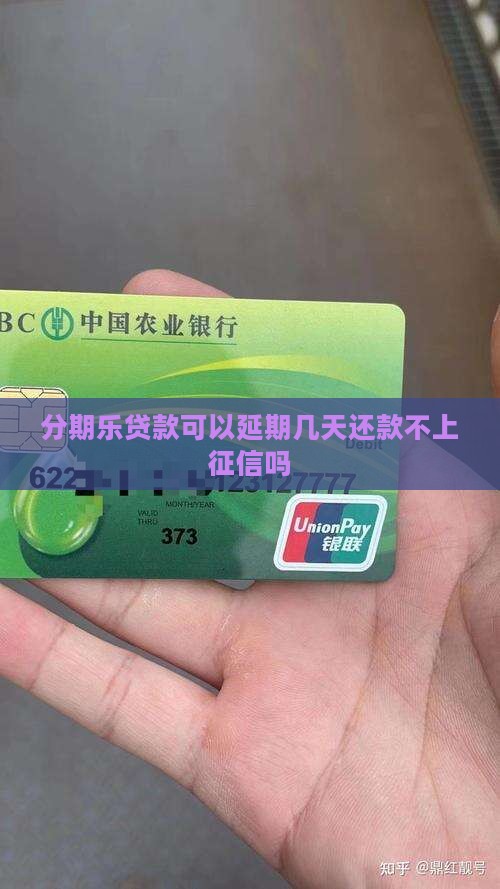 BC 中国农业银行
分期乐贷款可以延期几天还款不上
征信吗
Debit
622
123127777
MONTH/YEAR
VALID
THRU
373
UnionPay
银联
知乎 @鼎红靓号